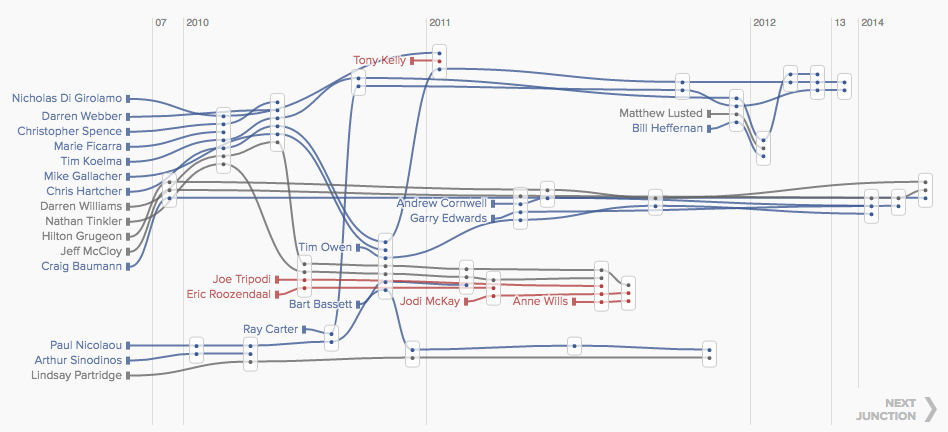 07 2010 2011 2012 13 2014
Tony Kelly
Nicholas Di Girolamo
Darren Webber
Matthew Lusted
Christopher Spence
Bill Heffernan
Marie Ficarra
Tim Koelma
Mike Gallacher
Chris Hartcher
Andrew Cornwell
Darren Williams
Garry Edwards
Nathan Tinkler
Hilton Grugeon
Tim Owen
Jeff McCloy
Craig Baumann
Joe Tripodi
Eric Roozendaal
Bart Bassett
Jodi McKay
Anne Wills
Ray Carter
Paul Nicolaou
Arthur Sinodinos
Lindsay Partridge
NEXT
JUNCTION